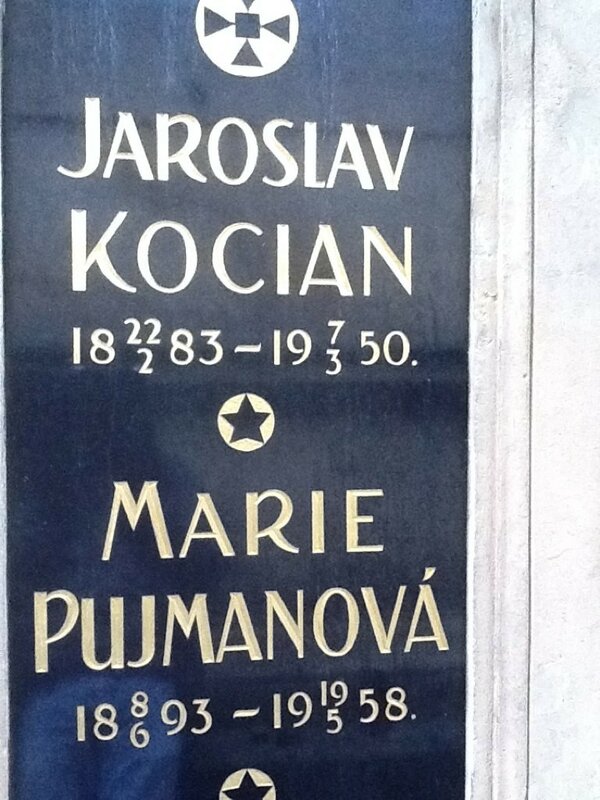 JAROSLAV
KOCIAN
18 22/2 83 – 19 7/3 50.
MARIE
PUJMANOVÁ
18 8/6 93 – 19 19/5 58.